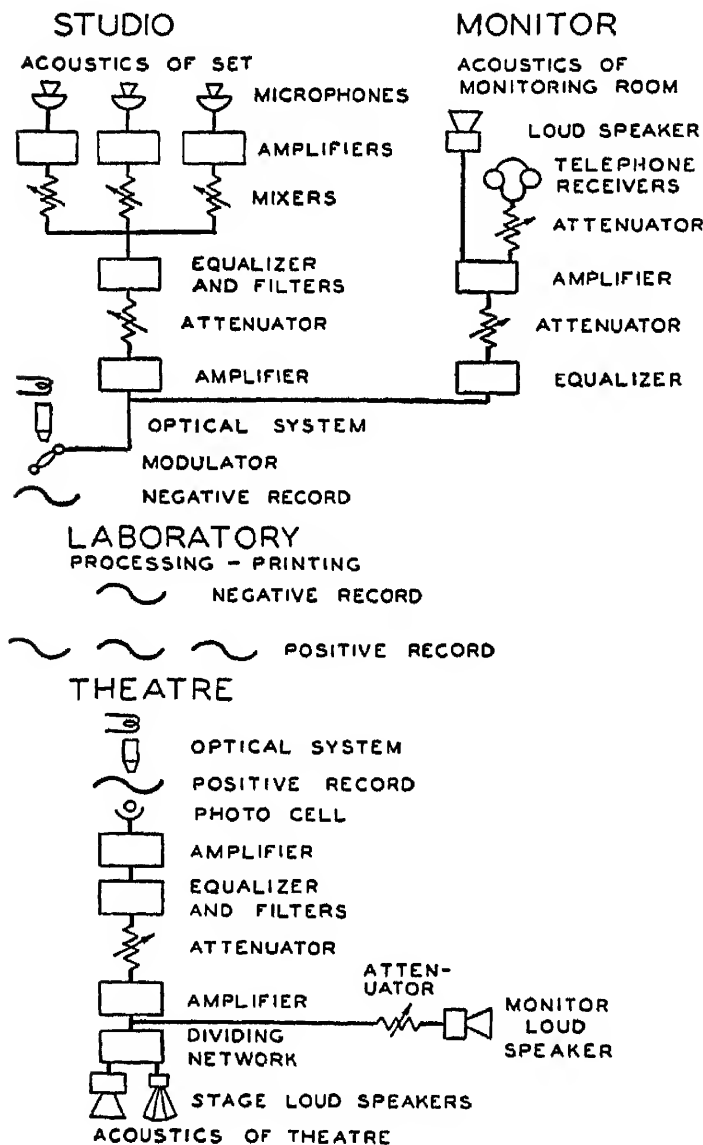 STUDIO
ACOUSTICS OF SET
MICROPHONES
AMPLIFIERS
MIXERS
EQUALIZER
AND FILTERS
ATTENUATOR
AMPLIFIER
OPTICAL SYSTEM
MODULATOR
NEGATIVE RECORD
MONITOR
ACOUSTICS OF
MONITORING ROOM
LOUD SPEAKER
TELEPHONE
RECEIVERS
ATTENUATOR
AMPLIFIER
ATTENUATOR
EQUALIZER
LABORATORY
PROCESSING - PRINTING
NEGATIVE RECORD
POSITIVE RECORD
THEATRE
OPTICAL SYSTEM
POSITIVE RECORD
PHOTO CELL
AMPLIFIER
EQUALIZER
AND FILTERS
ATTENUATOR
AMPLIFIER
ATTEN-
UATOR
MONITOR
LOUD
SPEAKER
DIVIDING
NETWORK
STAGE LOUD SPEAKERS
ACOUSTICS OF THEATRE